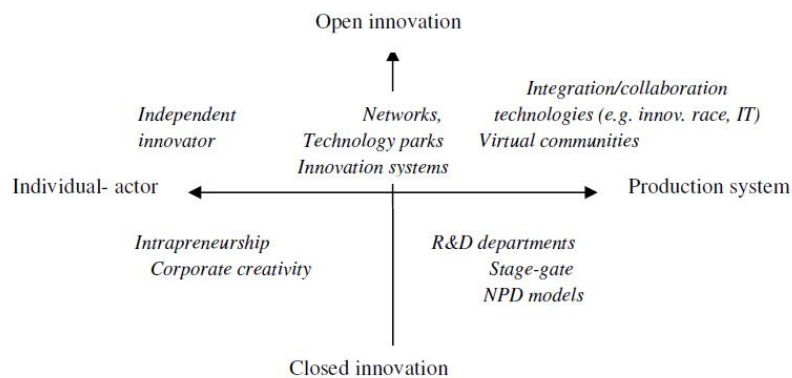 Open innovation
Integration/collaboration
Independent Networks, technologies (e.g. innov. race, IT)
innovator Technology parks Virtual communities
Innovation systems
Individual- actor Production system
Intrapreneurship R&D departments
Corporate creativity Stage-gate
NPD models
Closed innovation